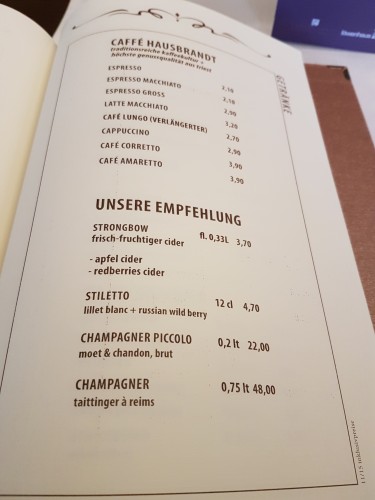 CAFFÉ HAUSBRANDT
traditionsreiche kaffeekultur +
höchste genussqualität aus triest
ESPRESSO 2,10
ESPRESSO MACCHIATO 2,10
ESPRESSO GROSS 2,90
LATTE MACCHIATO 3,20
CAFÉ LUNGO (VERLÄNGERTER) 2,70
CAPPUCCINO 2,90
CAFÉ CORRETTO 3,90
CAFÉ AMARETTO 3,90
UNSERE EMPFEHLUNG
STRONGBOW fl. 0,33L 3,70
frisch-fruchtiger cider
- apfel cider
- redberries cider
STILETTO 12 cl 4,70
lillet blanc + russian wild berry
CHAMPAGNER PICCOLO 0,2 lt 22,00
moet & chandon, brut
CHAMPAGNER 0,75 lt 48,00
taittinger à reims
GETRÄNKE
11/15 inklusivpreise